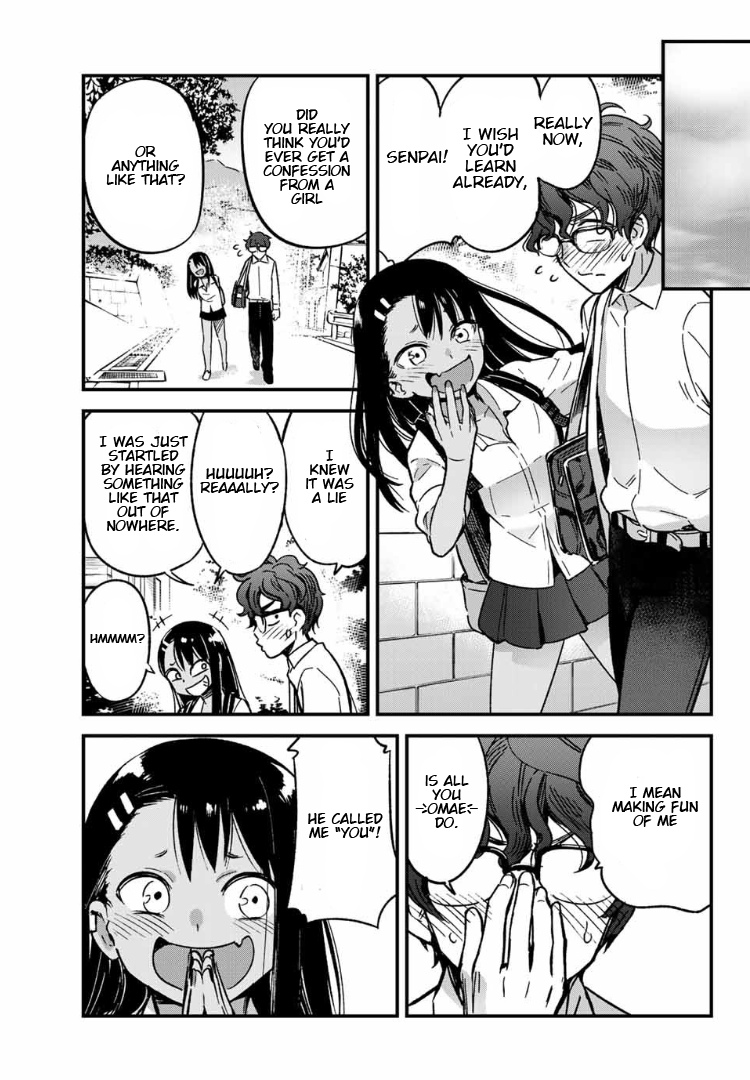 REALLY
NOW,
I WISH
YOU'D
LEARN
ALREADY,
SENPAI!
DID
YOU REALLY
THINK YOU'D
EVER GET A
CONFESSION
FROM A
GIRL
OR
ANYTHING
LIKE THAT?
I
KNEW
IT WAS
A LIE
HUUUUH?
REAAALLY?
I WAS JUST
STARTLED
BY HEARING
SOMETHING
LIKE THAT
OUT OF
NOWHERE.
HMMMM?
I MEAN
MAKING FUN
OF ME
IS ALL
YOU
->OMAE<-
DO.
HE CALLED
ME "YOU"!